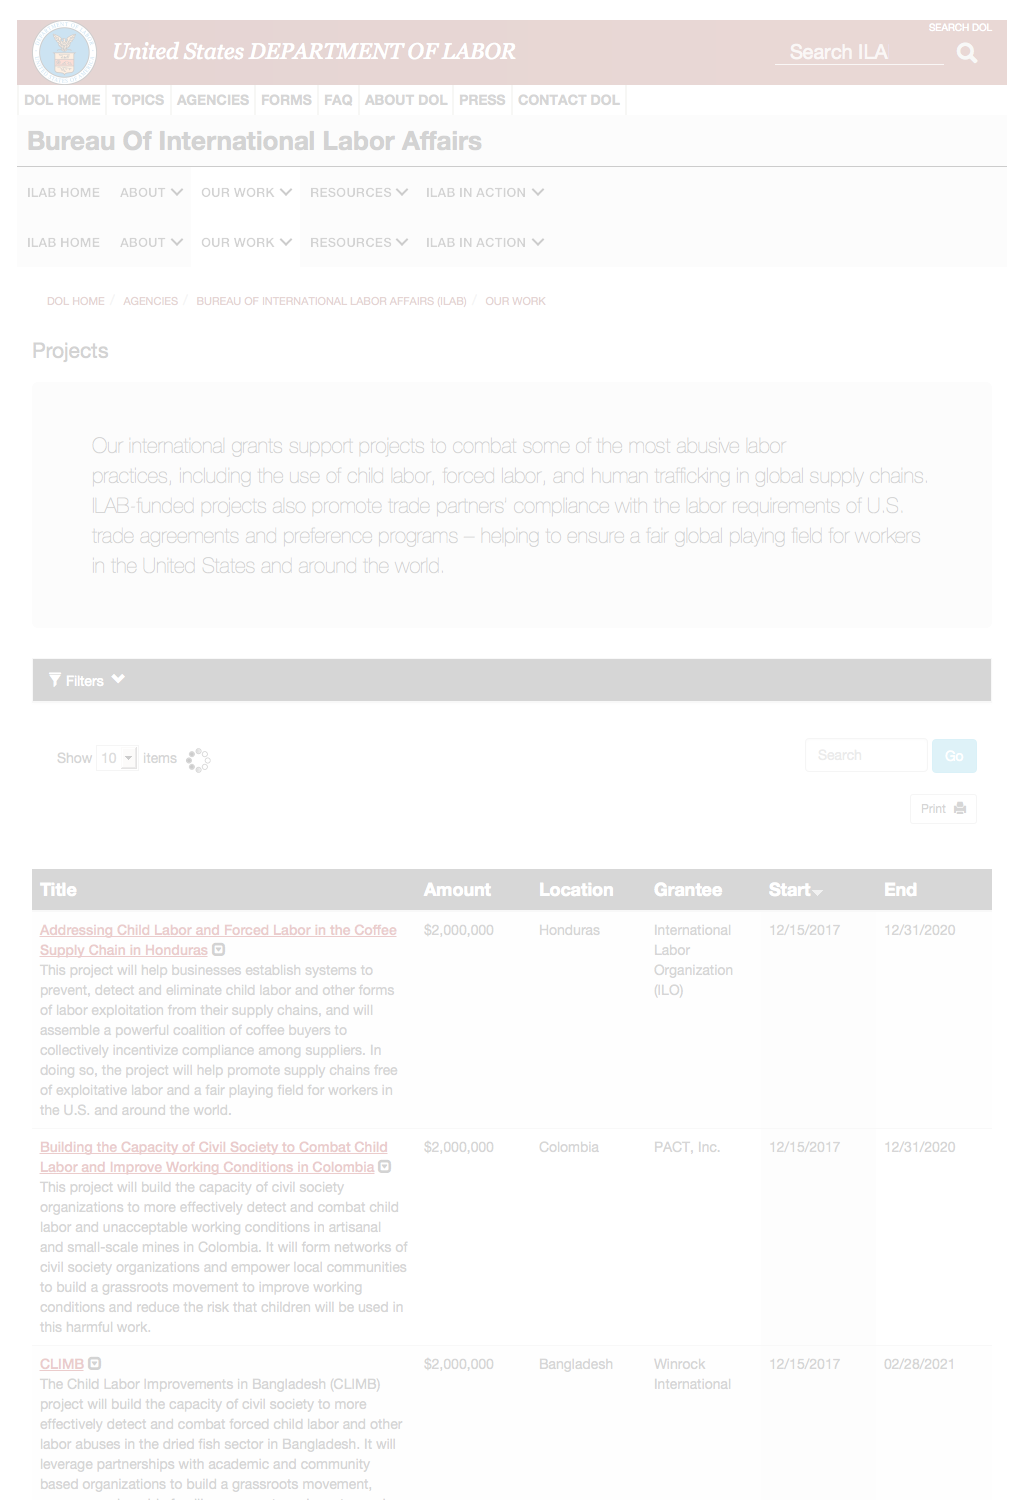 SEARCH DOL
United States DEPARTMENT OF LABOR
Search ILA
DOL HOME TOPICS AGENCIES FORMS FAQ ABOUT DOL PRESS CONTACT DOL
Bureau Of International Labor Affairs
ILAB HOME ABOUT OUR WORK RESOURCES ILAB IN ACTION
ILAB HOME ABOUT OUR WORK RESOURCES ILAB IN ACTION
DOL HOME / AGENCIES / BUREAU OF INTERNATIONAL LABOR AFFAIRS (ILAB) / OUR WORK
Projects
Our international grants support projects to combat some of the most abusive labor
practices, including the use of child labor, forced labor, and human trafficking in global supply chains.
ILAB-funded projects also promote trade partners' compliance with the labor requirements of U.S.
trade agreements and preference programs – helping to ensure a fair global playing field for workers
in the United States and around the world.
Filters
Show 10 items
Search Go
Print
Title Amount Location Grantee Start End
Addressing Child Labor and Forced Labor in the Coffee $2,000,000 Honduras International 12/15/2017 12/31/2020
Supply Chain in Honduras Labor
This project will help businesses establish systems to Organization
prevent, detect and eliminate child labor and other forms (ILO)
of labor exploitation from their supply chains, and will
assemble a powerful coalition of coffee buyers to
collectively incentivize compliance among suppliers. In
doing so, the project will help promote supply chains free
of exploitative labor and a fair playing field for workers in
the U.S. and around the world.
Building the Capacity of Civil Society to Combat Child $2,000,000 Colombia PACT, Inc. 12/15/2017 12/31/2020
Labor and Improve Working Conditions in Colombia
This project will build the capacity of civil society
organizations to more effectively detect and combat child
labor and unacceptable working conditions in artisanal
and small-scale mines in Colombia. It will form networks of
civil society organizations and empower local communities
to build a grassroots movement to improve working
conditions and reduce the risk that children will be used in
this harmful work.
CLIMB $2,000,000 Bangladesh Winrock 12/15/2017 02/28/2021
The Child Labor Improvements in Bangladesh (CLIMB) International
project will build the capacity of civil society to more
effectively detect and combat forced child labor and other
labor abuses in the dried fish sector in Bangladesh. It will
leverage partnerships with academic and community
based organizations to build a grassroots movement,